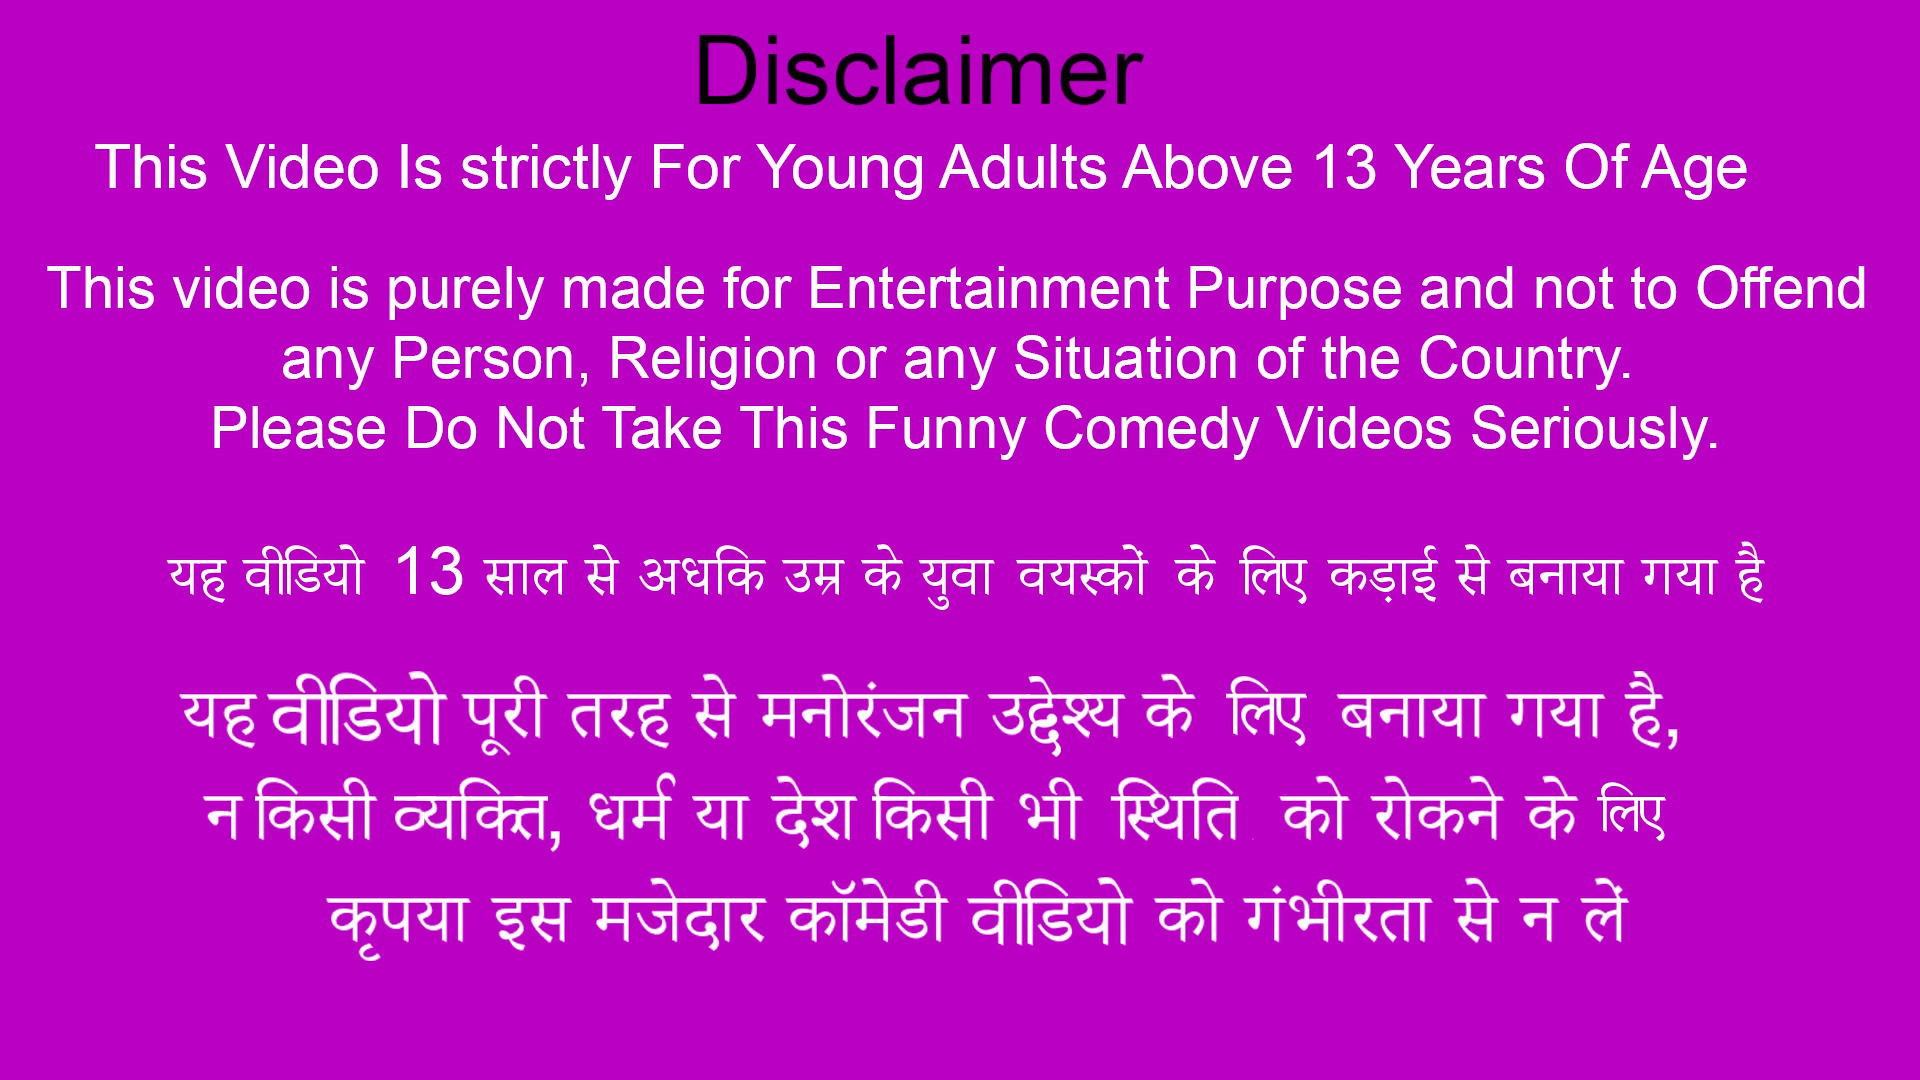 Disclaimer
This Video Is strictly For Young Adults Above 13 Years Of Age
This video is purely made for Entertainment Purpose and not to Offend
any Person, Religion or any Situation of the Country.
Please Do Not Take This Funny Comedy Videos Seriously.
यह वीडियो 13 साल से अधकि उम्र के युवा वयस्कों के लिए कड़ाई से बनाया गया है
यह वीडियो पूरी तरह से मनोरंजन उद्देश्य के लिए बनाया गया है,
न किसी व्यक्ति, धर्म या देश किसी भी स्थिति को रोकने के लिए
कृपया इस मजेदार कॉमेडी वीडियो को गंभीरता से न लें